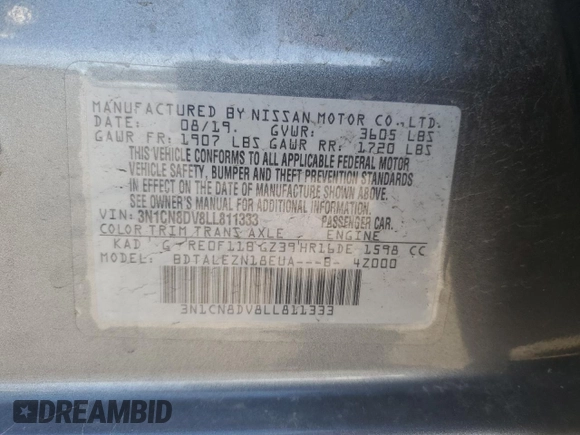 MANUFACTURED BY NISSAN MOTOR CO.,LTD.
DATE: 08/19. GVWR: 3605 LBS
GAWR FR: 1907 LBS. GAWR RR: 1720 LBS
THIS VEHICLE CONFORMS TO ALL APPLICABLE FEDERAL MOTOR
VEHICLE SAFETY, BUMPER AND THEFT PREVENTION STANDARDS
IN EFFECT ON THE DATE OF MANUFACTURE SHOWN ABOVE.
SEE OWNER'S MANUAL FOR ADDITIONAL INFORMATION.
VIN: 3N1CN8DV8LL811333 PASSENGER CAR.
COLOR TRIM TRANS AXLE ENGINE
KAD G RE0F11B GZ39 HR16DE 1598 CC
MODEL: BDTALEZN18EUA---B- 4Z000
3N1CN8DV8LL811333
DREAMBID